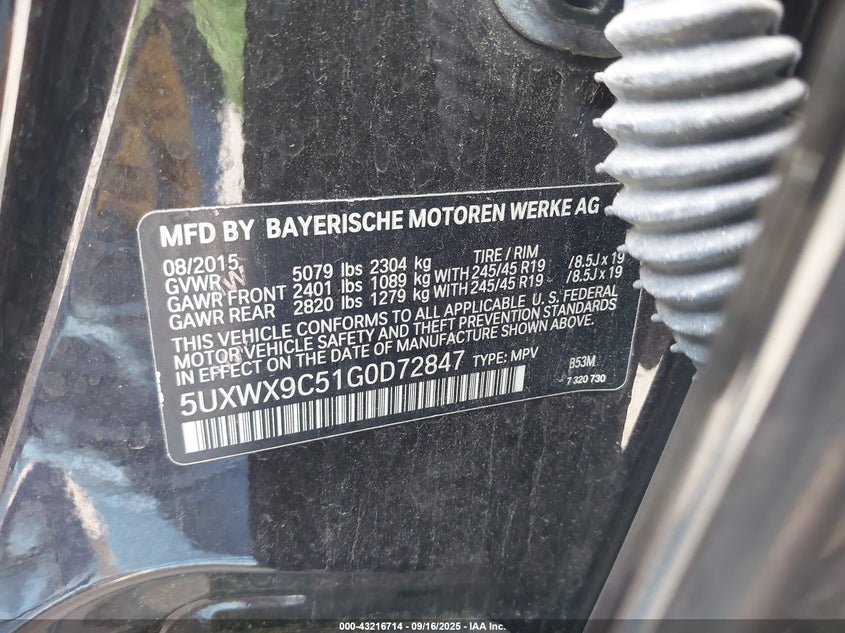 MFD BY BAYERISCHE MOTOREN WERKE AG
08/2015 TIRE / RIM
GVWR 5079 lbs 2304 kg
GAWR FRONT 2401 lbs 1089 kg WITH 245/45 R19 / 8.5J x 19
GAWR REAR 2820 lbs 1279 kg WITH 245/45 R19 / 8.5J x 19
THIS VEHICLE CONFORMS TO ALL APPLICABLE U. S. FEDERAL
MOTOR VEHICLE SAFETY AND THEFT PREVENTION STANDARDS
IN EFFECT ON THE DATE OF MANUFACTURE SHOWN ABOVE.
5UXWX9C51G0D72847 TYPE: MPV B53M
7 320 730
000-43216714 - 09/16/2025 - IAA Inc.